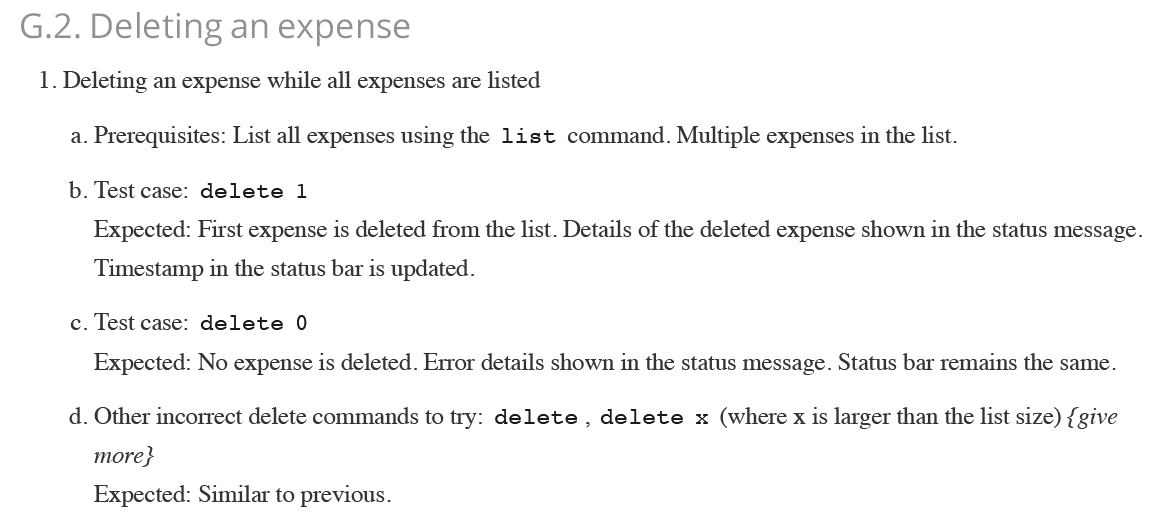 G.2. Deleting an expense
1. Deleting an expense while all expenses are listed
a. Prerequisites: List all expenses using the list command. Multiple expenses in the list.
b. Test case: delete 1
Expected: First expense is deleted from the list. Details of the deleted expense shown in the status message.
Timestamp in the status bar is updated.
c. Test case: delete 0
Expected: No expense is deleted. Error details shown in the status message. Status bar remains the same.
d. Other incorrect delete commands to try: delete, delete x (where x is larger than the list size) {give
more}
Expected: Similar to previous.